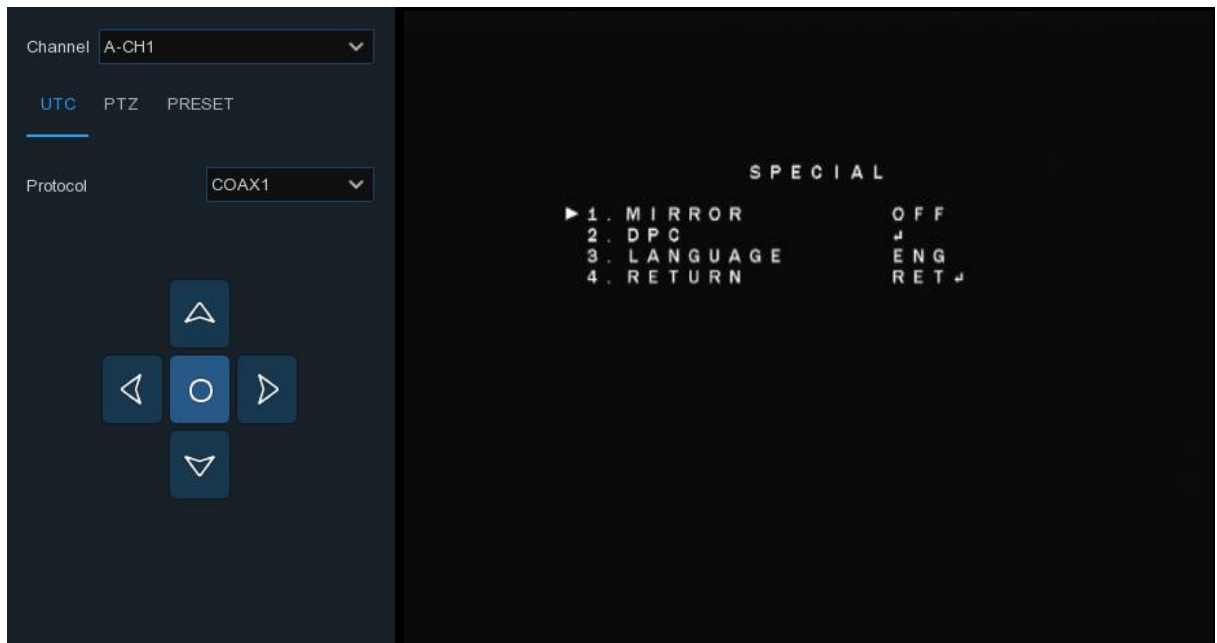 Channel A-CH1
UTC PTZ PRESET
Protocol COAX1
SPECIAL
1. MIRROR OFF
2. DPC ↲
3. LANGUAGE ENG
4. RETURN RET↲